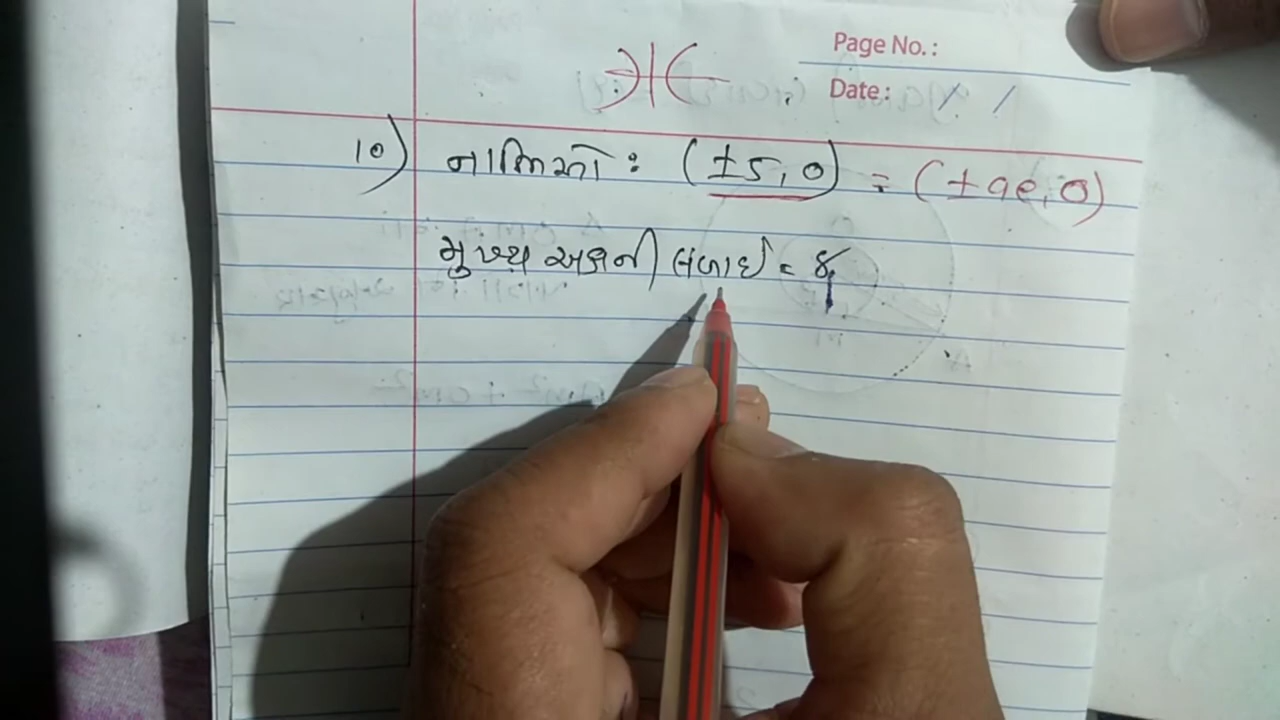 Page No. :
Date : / /
10) નાભિઓ : (±5, 0) = (±ae, 0)
મુખ્ય અક્ષની લંબાઈ = 8